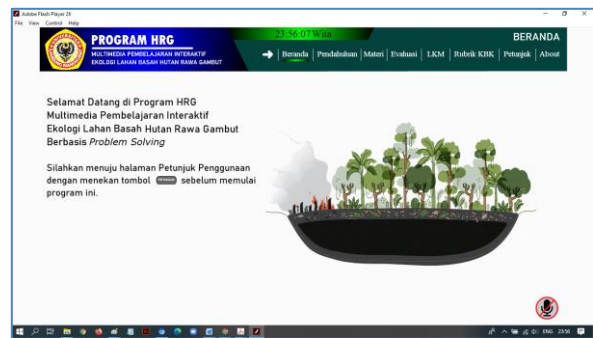 Adobe Flash Player 26
File View Control Help
PROGRAM HRG
MULTIMEDIA PEMBELAJARAN INTERAKTIF
EKOLOGI LAHAN BASAH HUTAN RAWA GAMBUT
23:56:07 Wita
BERANDA
Beranda | Pendahuluan | Materi | Evaluasi | LKM | Rubrik KBK | Petunjuk | About
Selamat Datang di Program HRG
Multimedia Pembelajaran Interaktif
Ekologi Lahan Basah Hutan Rawa Gambut
Berbasis Problem Solving
Silahkan menuju halaman Petunjuk Penggunaan
dengan menekan tombol sebelum memulai
program ini.
ENG 23:56